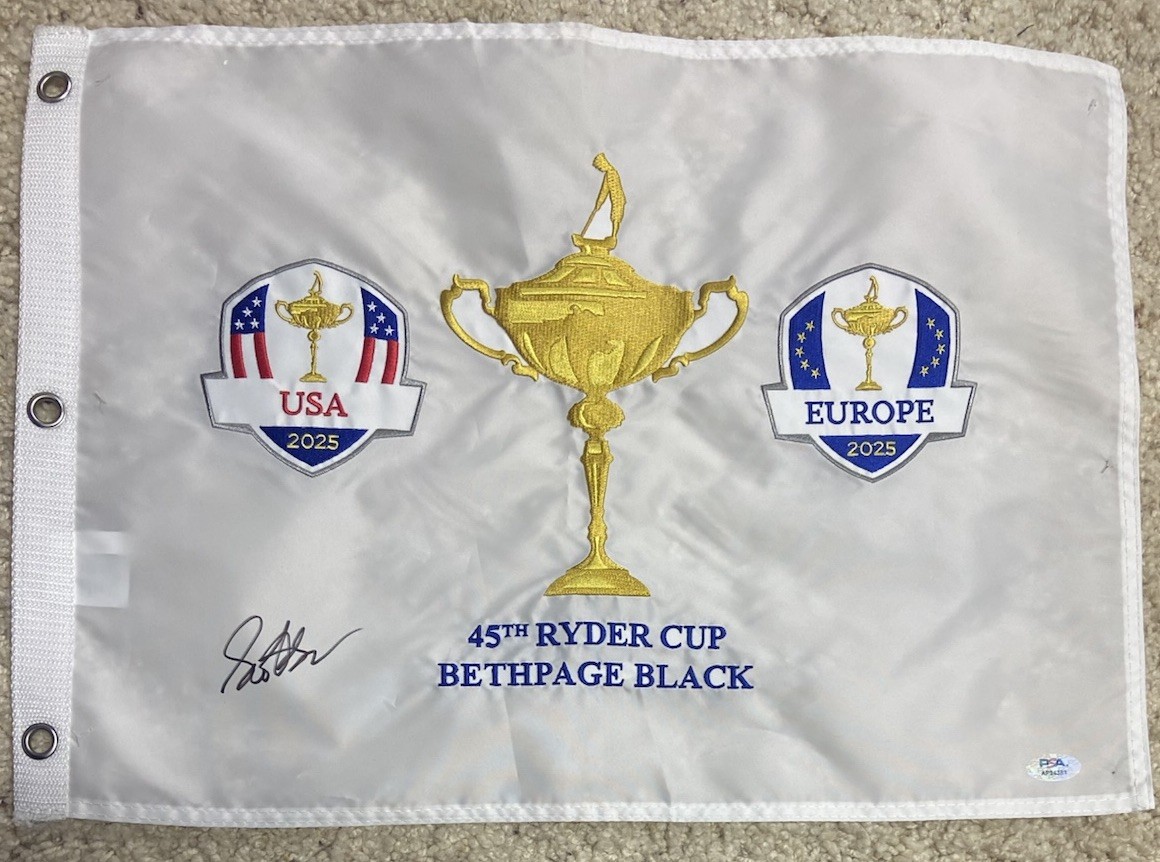 USA
2025
EUROPE
2025
45TH RYDER CUP
BETHPAGE BLACK
PSA